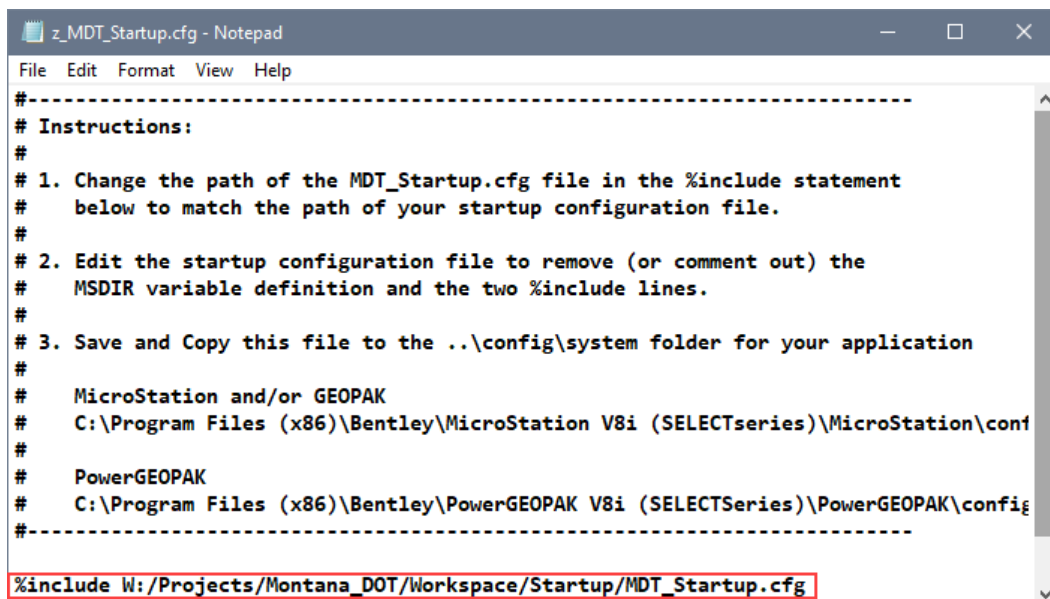 z_MDT_Startup.cfg - Notepad
File Edit Format View Help
#--------------------------------------------------------------------------
# Instructions:
#
# 1. Change the path of the MDT_Startup.cfg file in the %include statement
#    below to match the path of your startup configuration file.
#
# 2. Edit the startup configuration file to remove (or comment out) the
#    MSDIR variable definition and the two %include lines.
#
# 3. Save and Copy this file to the ..\config\system folder for your application
#
#    MicroStation and/or GEOPAK
#    C:\Program Files (x86)\Bentley\MicroStation V8i (SELECTseries)\MicroStation\conf
#
#    PowerGEOPAK
#    C:\Program Files (x86)\Bentley\PowerGEOPAK V8i (SELECTSeries)\PowerGEOPAK\config
#--------------------------------------------------------------------------
%include W:/Projects/Montana_DOT/Workspace/Startup/MDT_Startup.cfg